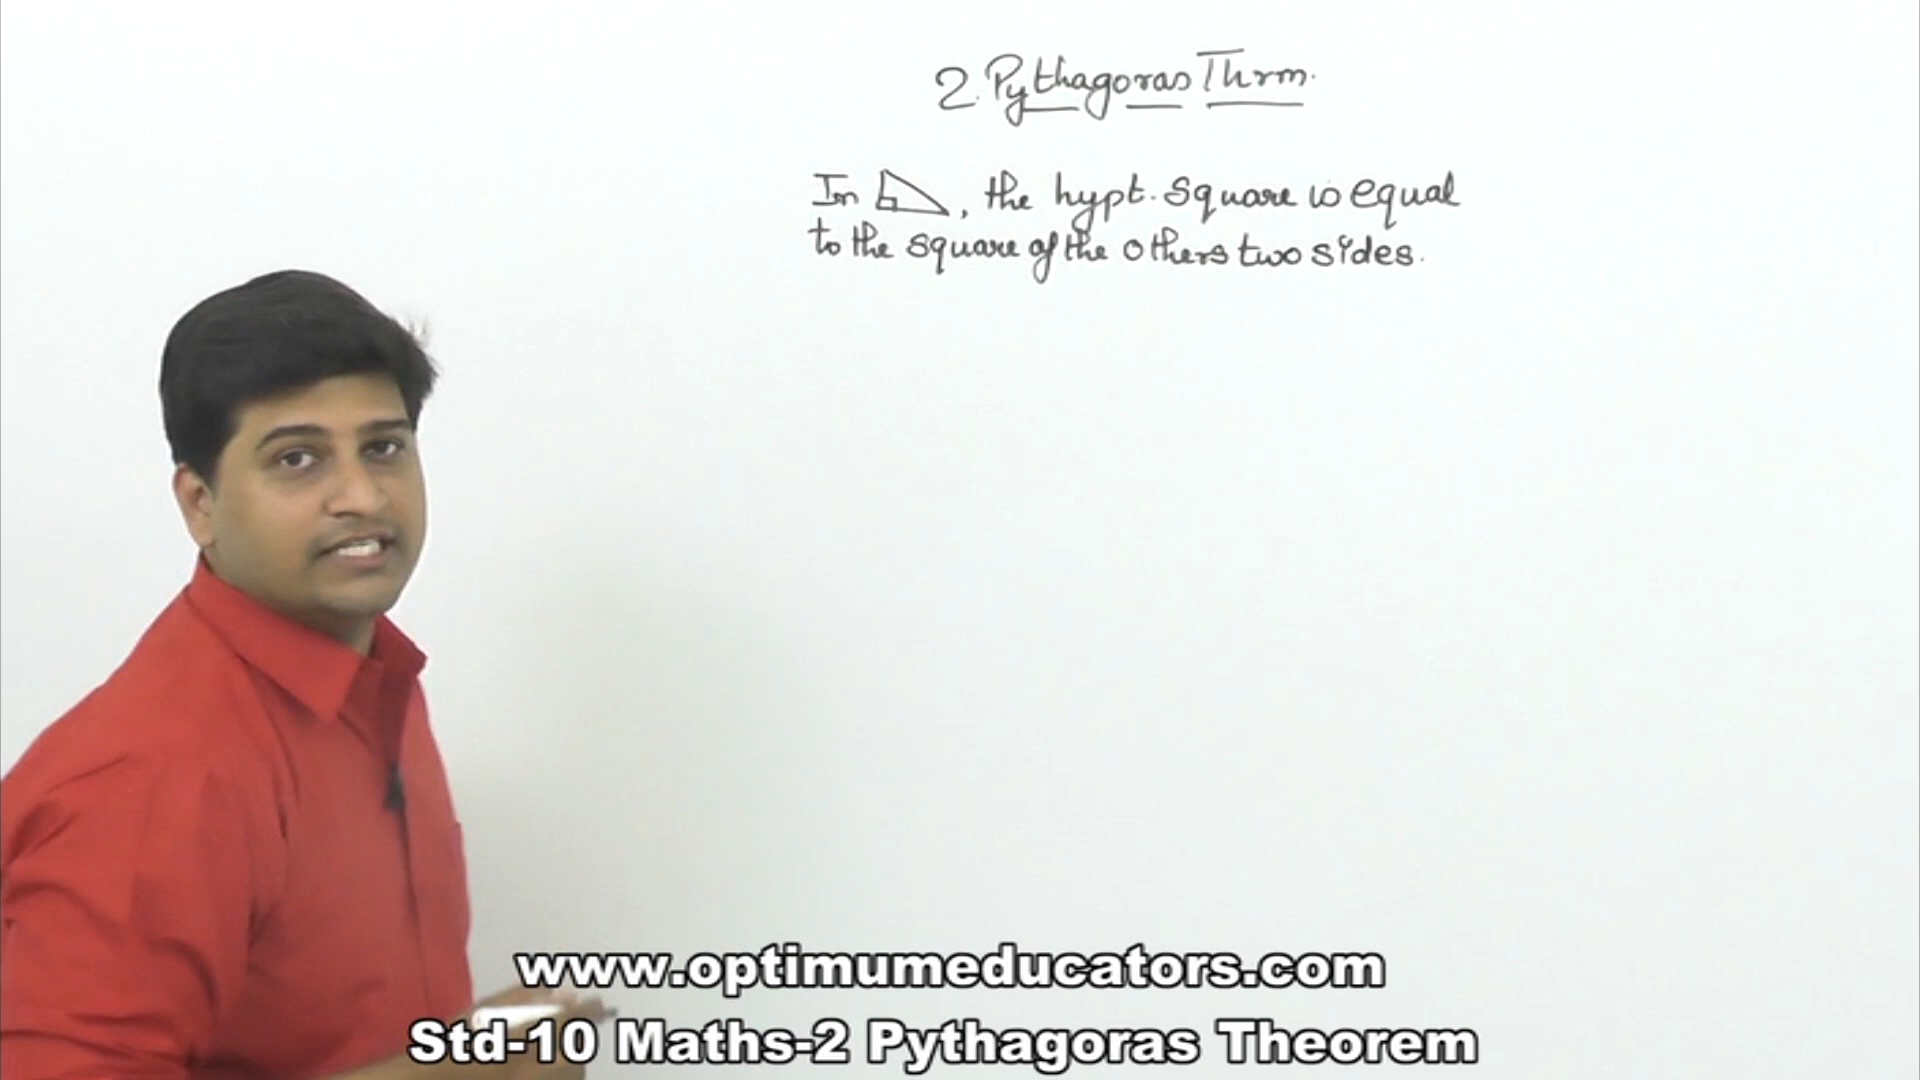 2. Pythagoras Thrm.
In, the hypt. square is equal
to the square of the others two sides.
www.optimumeducators.com
Std-10 Maths-2 Pythagoras Theorem